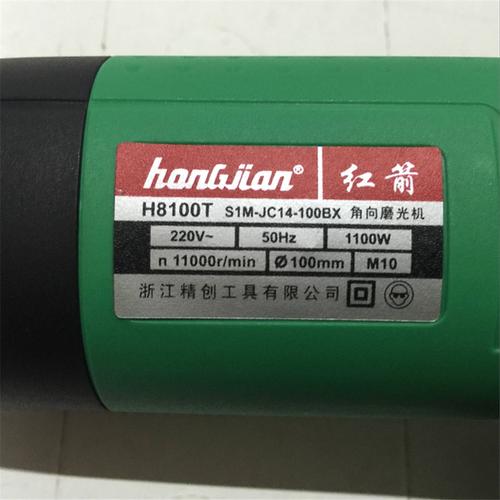 hongjian® 红箭
H8100T S1M-JC14-100BX 角向磨光机
220V~ 50Hz 1100W
n 11000r/min Ø100mm M10
浙江精创工具有限公司